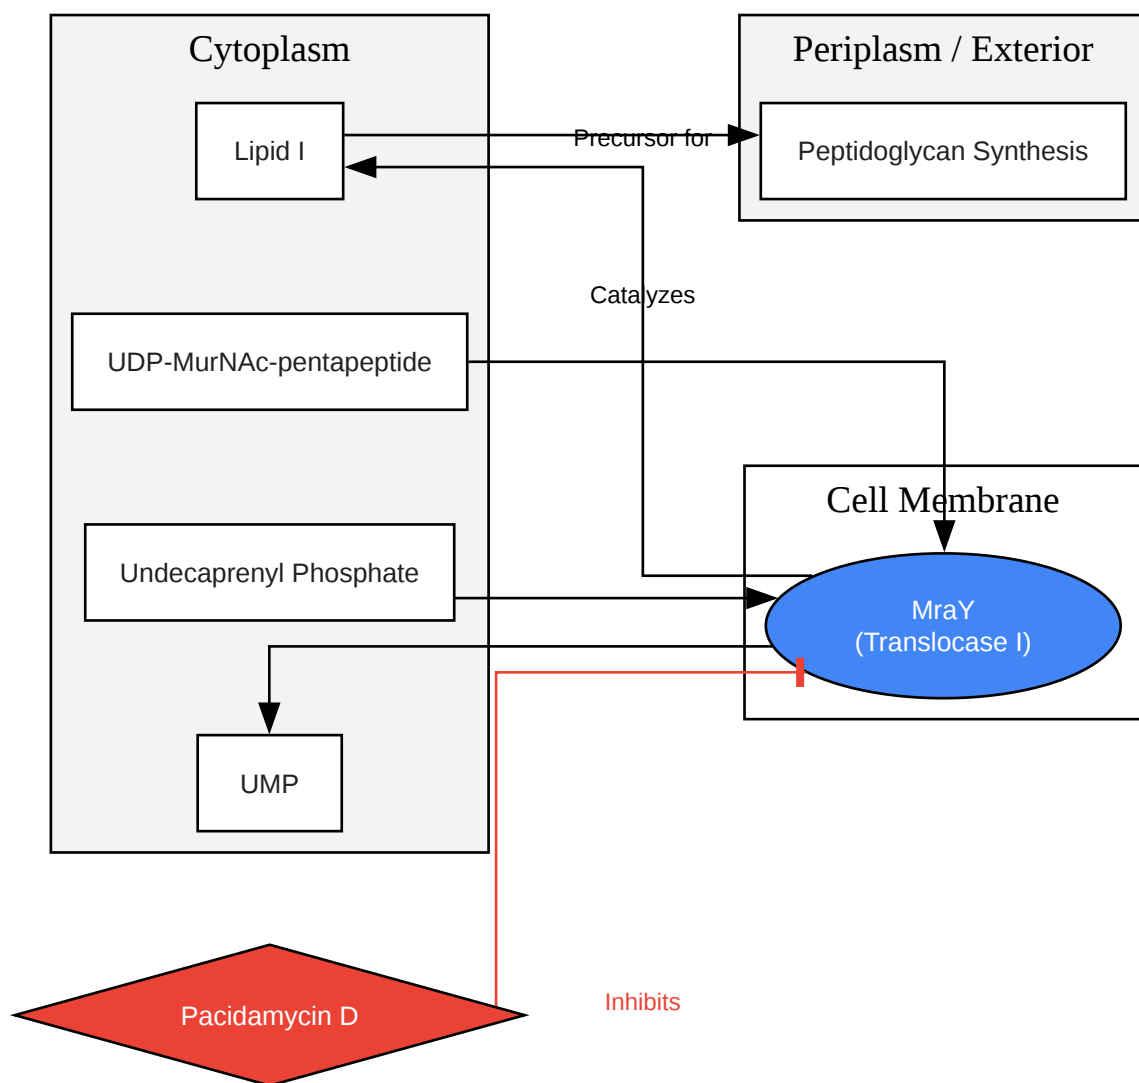 Cytoplasm
Periplasm / Exterior
Lipid I
Precursor for
Peptidoglycan Synthesis
Catalyzes
UDP-MurNAc-pentapeptide
Cell Membrane
Undecaprenyl Phosphate
MraY
(Translocase I)
UMP
Pacidamycin D
Inhibits